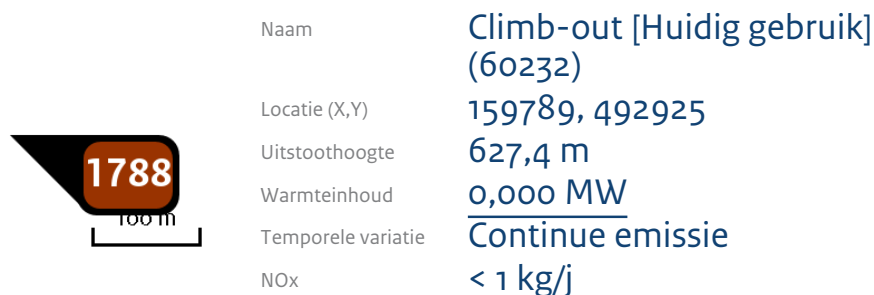 Naam Climb-out [Huidig gebruik]
(60232)
Locatie (X,Y) 159789, 492925
Uitstoothoogte 627,4 m
1788
Warmteinhoud 0,000 MW
100 m
Temporele variatie Continue emissie
NOx < 1 kg/j